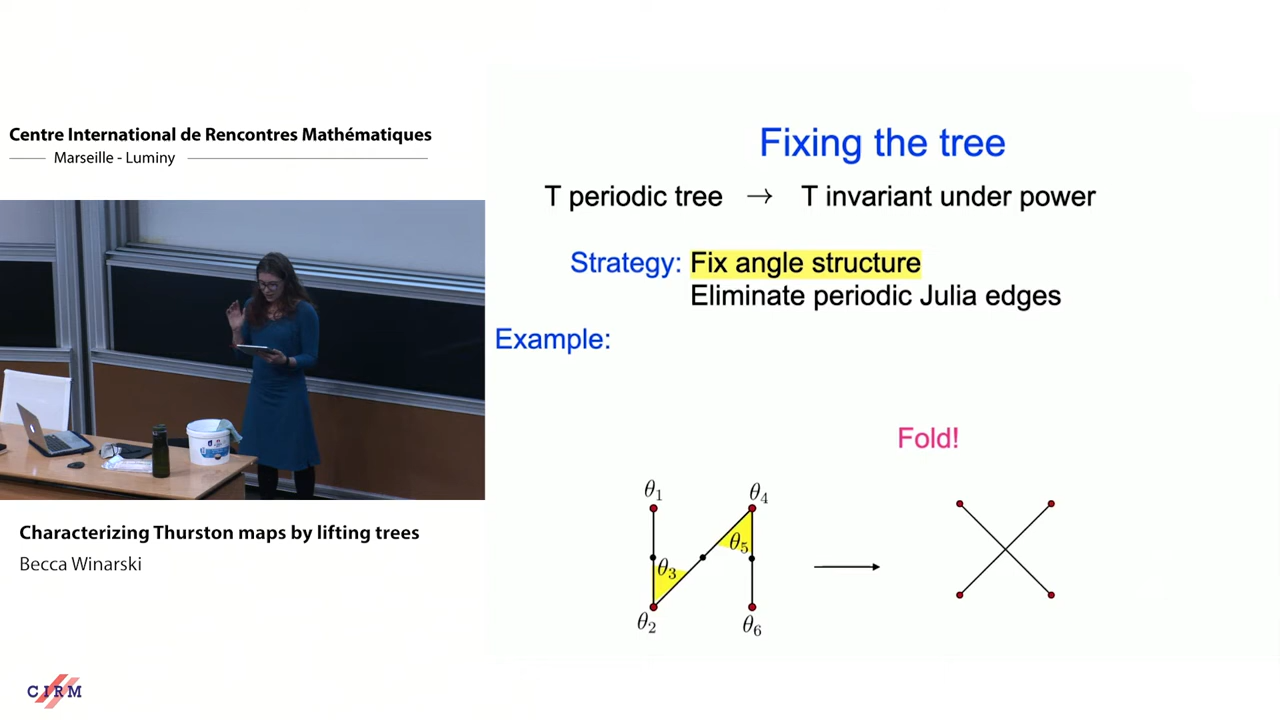 Centre International de Rencontres Mathématiques
Marseille - Luminy
Characterizing Thurston maps by lifting trees
Becca Winarski
CIRM
Fixing the tree
T periodic tree → T invariant under power
Strategy: Fix angle structure
Eliminate periodic Julia edges
Example:
Fold!
θ₁ θ₄
θ₅
θ₃
θ₂ θ₆